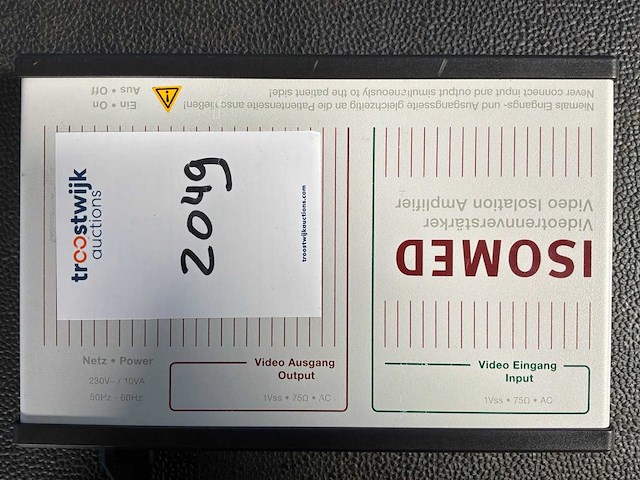 Niemals Eingangs- und Ausgangsseite gleichzeitig an die Patientenseite anschließen!
Never connect input and output simultaneously to the patient side!
Ein • On
Aus • Off
troostwijk
auctions
2049
troostwijkauctions.com
ISOMED
Videotrennverstärker
Video Isolation Amplifier
Netz • Power
230V~ / 10VA
50Hz - 60Hz
Video Ausgang
Output
1Vss • 75Ω • AC
Video Eingang
Input
1Vss • 75Ω • AC